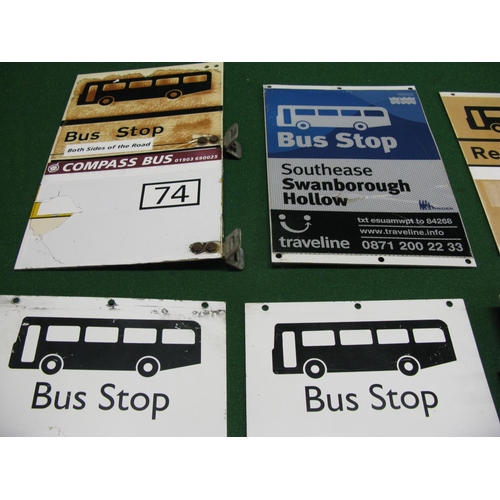 Bus Stop
Both Sides of the Road
COMPASS BUS 01903 690025
74
Bus Stop
Southease
Swanborough
Hollow
txt esuamwpt to 84268
www.traveline.info
traveline 0871 200 22 33
Re
Bus Stop
Bus Stop